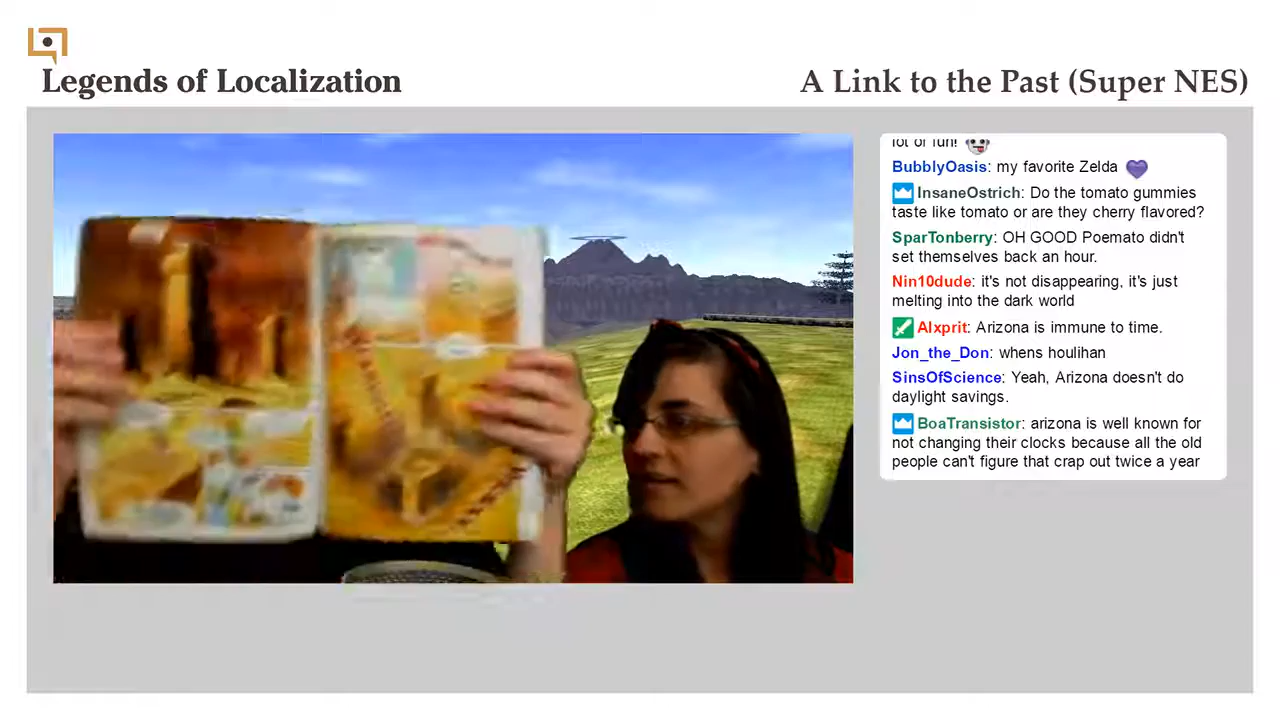 Legends of Localization
A Link to the Past (Super NES)
lot of fun!
BubblyOasis: my favorite Zelda
InsaneOstrich: Do the tomato gummies
taste like tomato or are they cherry flavored?
SparTonberry: OH GOOD Poemato didn't
set themselves back an hour.
Nin10dude: it's not disappearing, it's just
melting into the dark world
Alxprit: Arizona is immune to time.
Jon_the_Don: whens houlihan
SinsOfScience: Yeah, Arizona doesn't do
daylight savings.
BoaTransistor: arizona is well known for
not changing their clocks because all the old
people can't figure that crap out twice a year